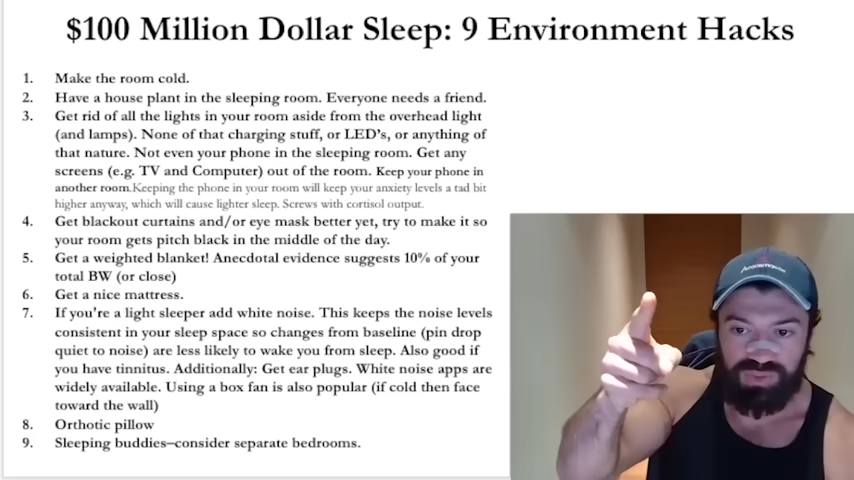 $100 Million Dollar Sleep: 9 Environment Hacks
1. Make the room cold.
2. Have a house plant in the sleeping room. Everyone needs a friend.
3. Get rid of all the lights in your room aside from the overhead light
(and lamps). None of that charging stuff, or LED's, or anything of
that nature. Not even your phone in the sleeping room. Get any
screens (e.g. TV and Computer) out of the room. Keep your phone in
another room.Keeping the phone in your room will keep your anxiety levels a tad bit
higher anyway, which will cause lighter sleep. Screws with cortisol output.
4. Get blackout curtains and/or eye mask better yet, try to make it so
your room gets pitch black in the middle of the day.
5. Get a weighted blanket! Anecdotal evidence suggests 10% of your
total BW (or close)
6. Get a nice mattress.
7. If you're a light sleeper add white noise. This keeps the noise levels
consistent in your sleep space so changes from baseline (pin drop
quiet to noise) are less likely to wake you from sleep. Also good if
you have tinnitus. Additionally: Get ear plugs. White noise apps are
widely available. Using a box fan is also popular (if cold then face
toward the wall)
8. Orthotic pillow
9. Sleeping buddies–consider separate bedrooms.